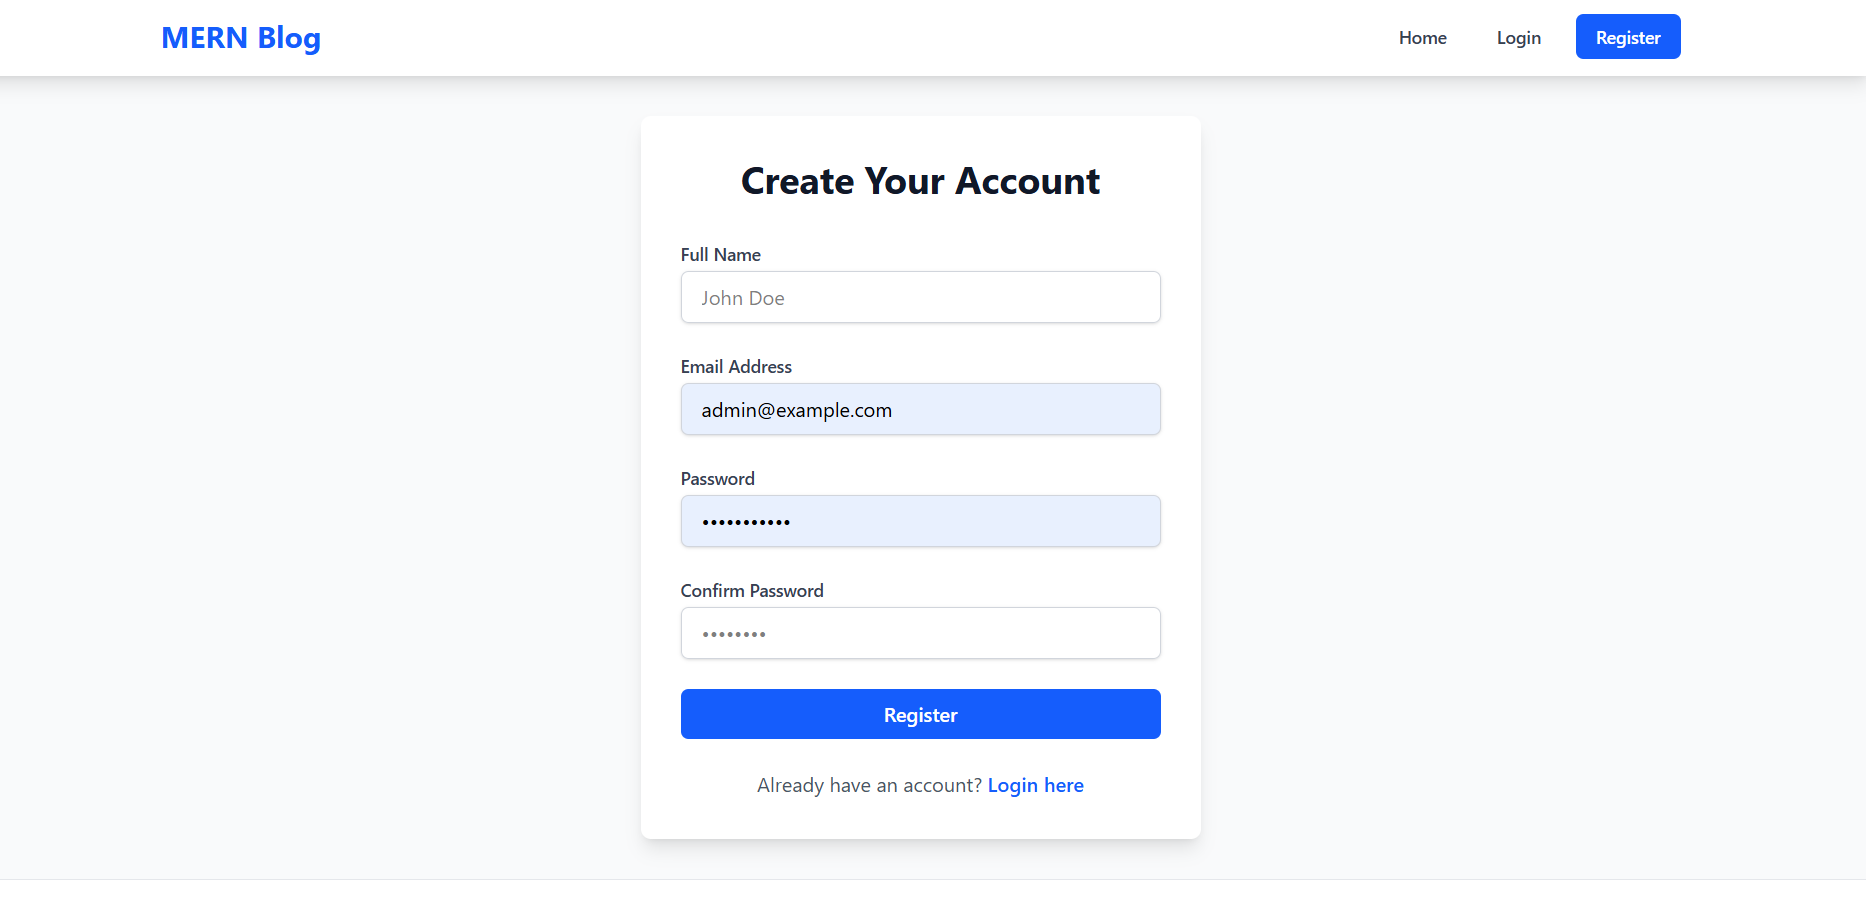 MERN Blog
Home
Login
Register
Create Your Account
Full Name
John Doe
Email Address
admin@example.com
Password
•••••••••••
Confirm Password
••••••••
Register
Already have an account? Login here